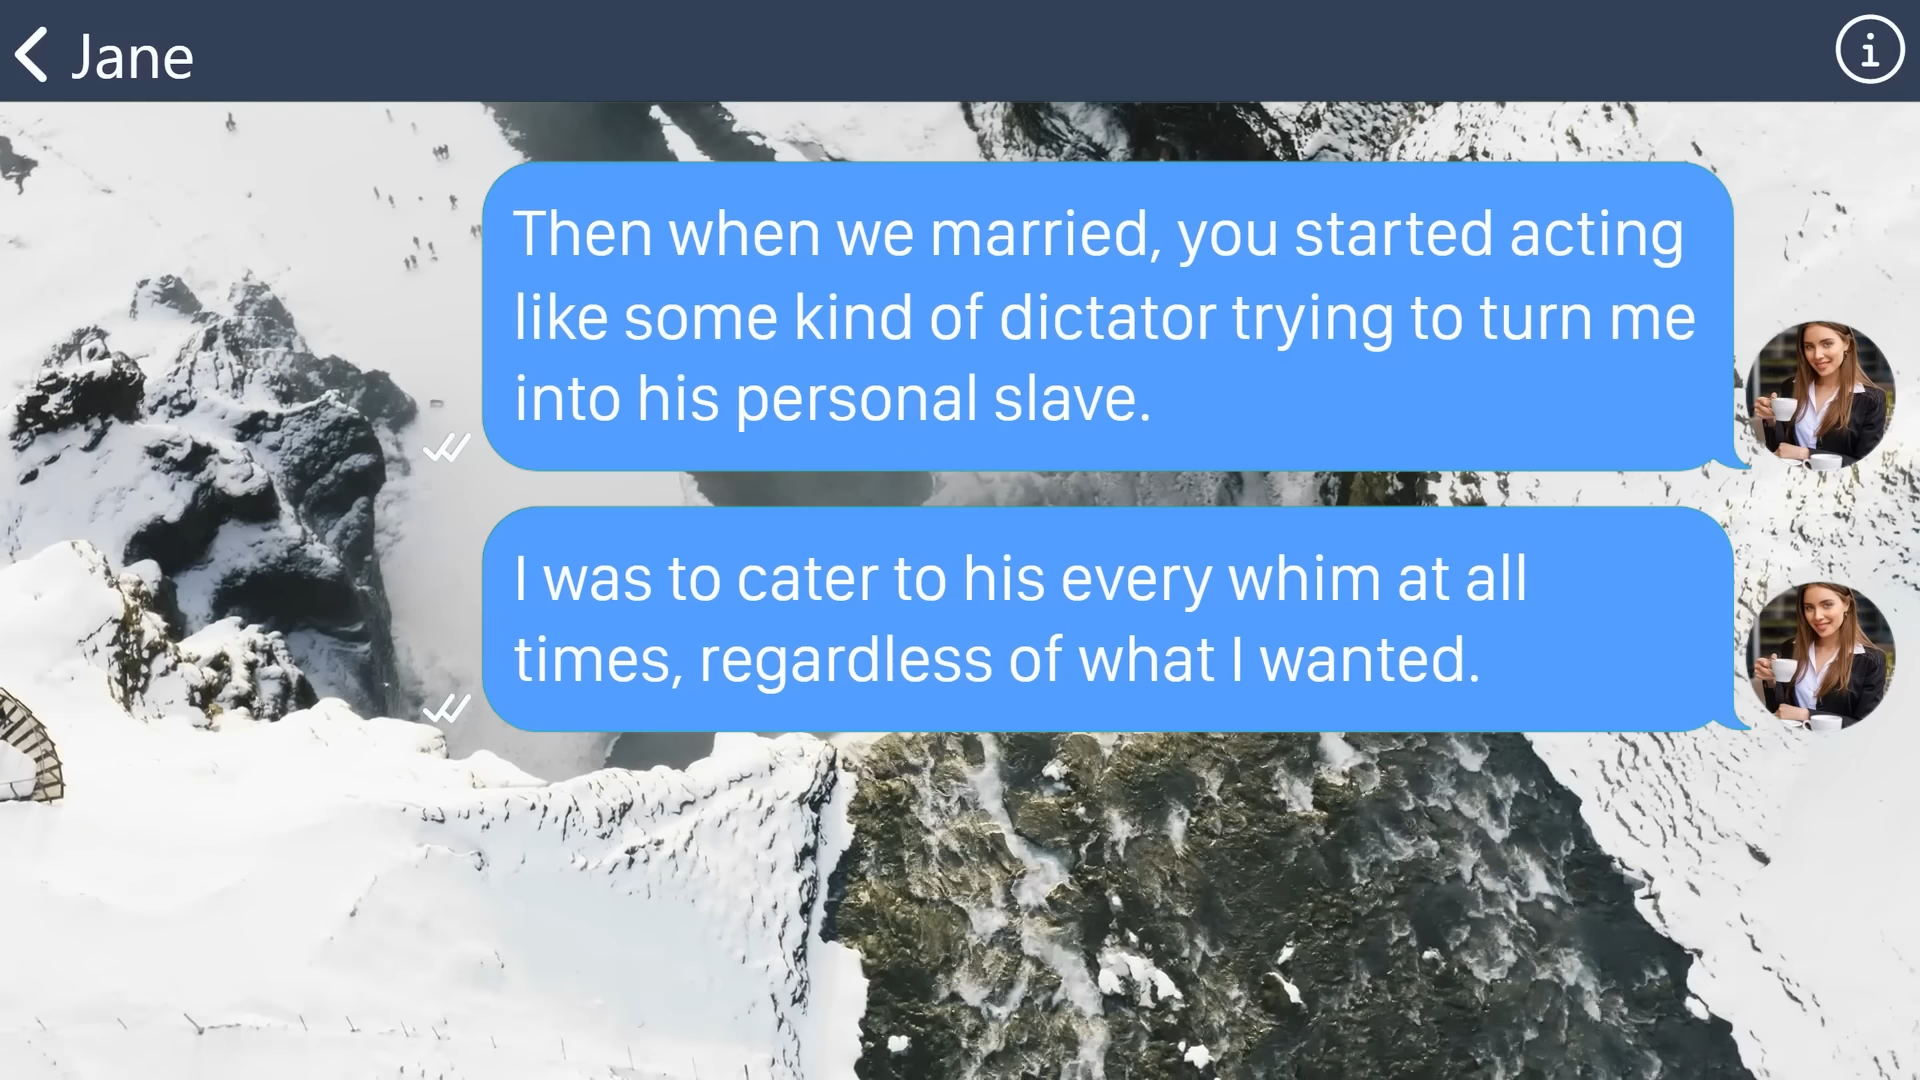 Jane
Then when we married, you started acting
like some kind of dictator trying to turn me
into his personal slave.
I was to cater to his every whim at all
times, regardless of what I wanted.